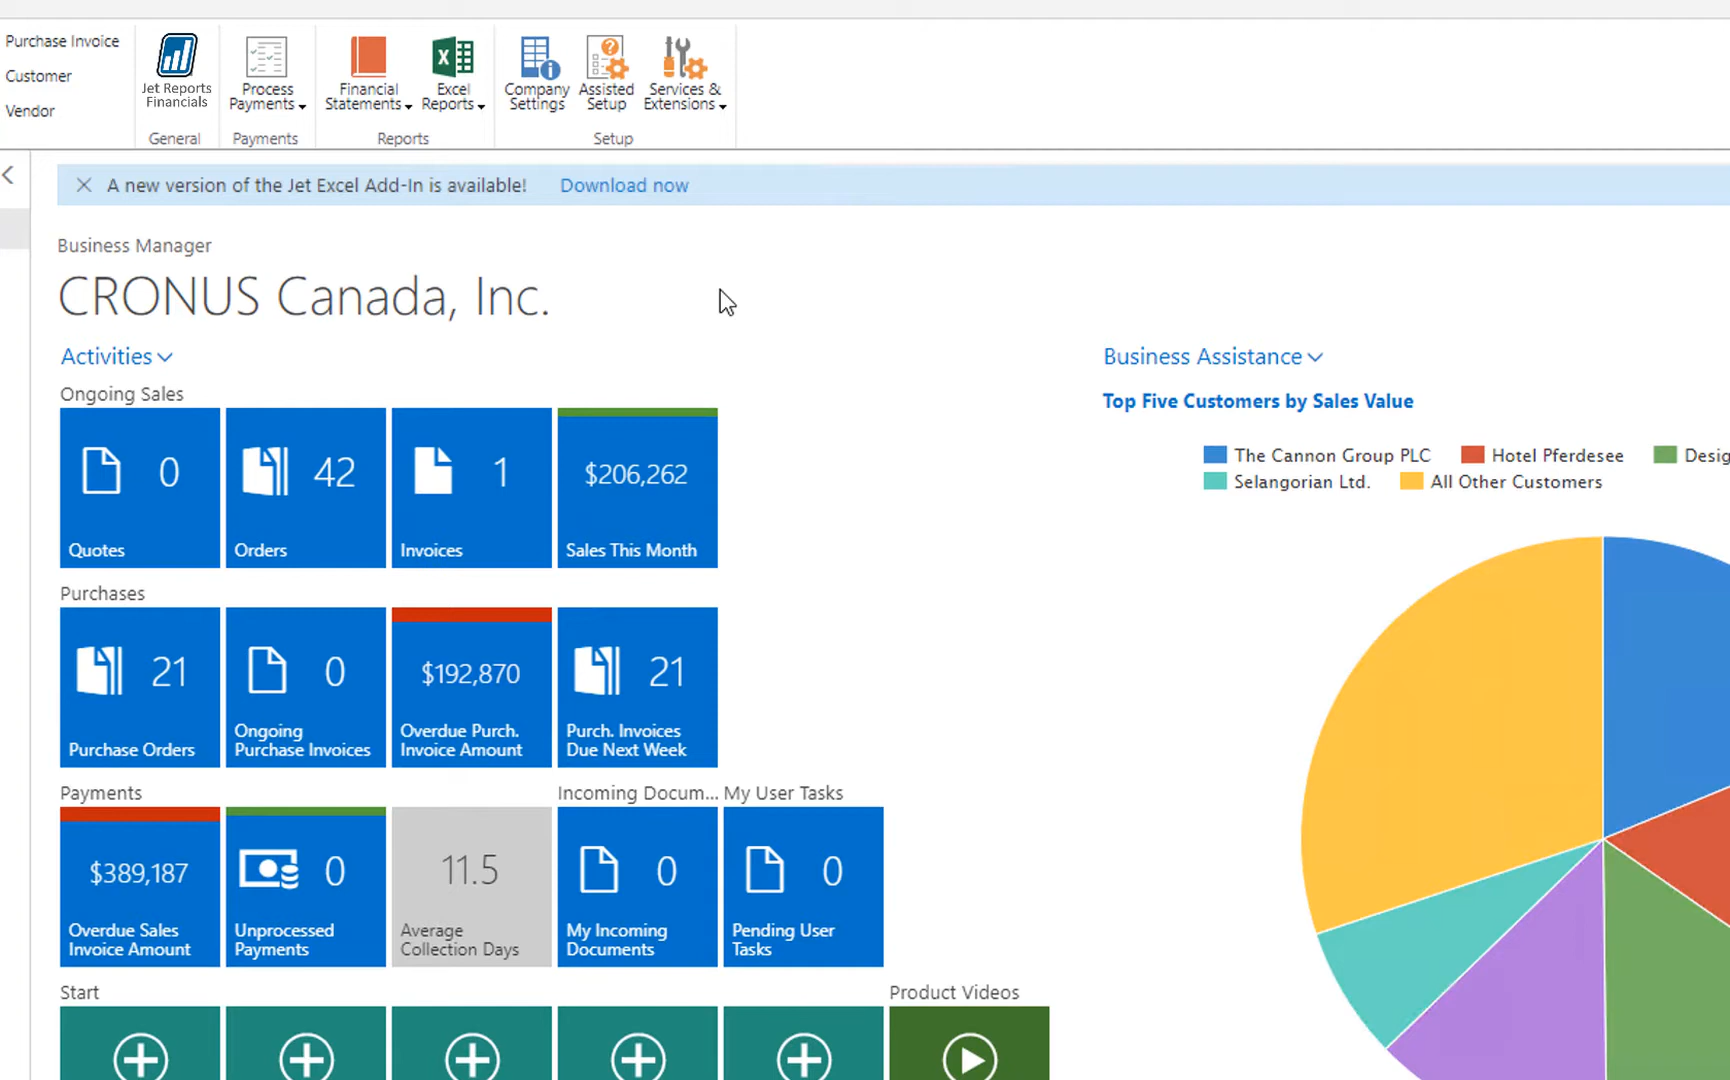 Purchase Invoice
Customer
Vendor
Jet Reports
Financials
General
Process
Payments
Payments
Financial
Statements
Excel
Reports
Reports
Company
Settings
Assisted
Setup
Services &
Extensions
Setup
A new version of the Jet Excel Add-In is available! Download now
Business Manager
CRONUS Canada, Inc.
Activities
Ongoing Sales
0
Quotes
42
Orders
1
Invoices
$206,262
Sales This Month
Purchases
21
Purchase Orders
0
Ongoing
Purchase Invoices
$192,870
Overdue Purch.
Invoice Amount
21
Purch. Invoices
Due Next Week
Payments
$389,187
Overdue Sales
Invoice Amount
0
Unprocessed
Payments
11.5
Average
Collection Days
Incoming Docum...
0
My Incoming
Documents
My User Tasks
0
Pending User
Tasks
Start
Product Videos
Business Assistance
Top Five Customers by Sales Value
The Cannon Group PLC
Hotel Pferdesee
Desig
Selangorian Ltd.
All Other Customers